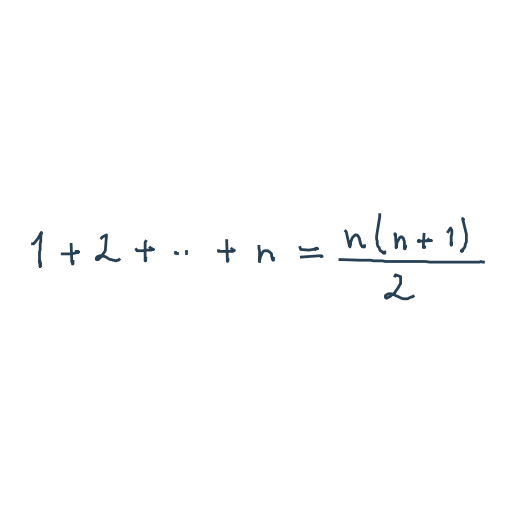 1 + 2 + .. + n = n(n+1)/2